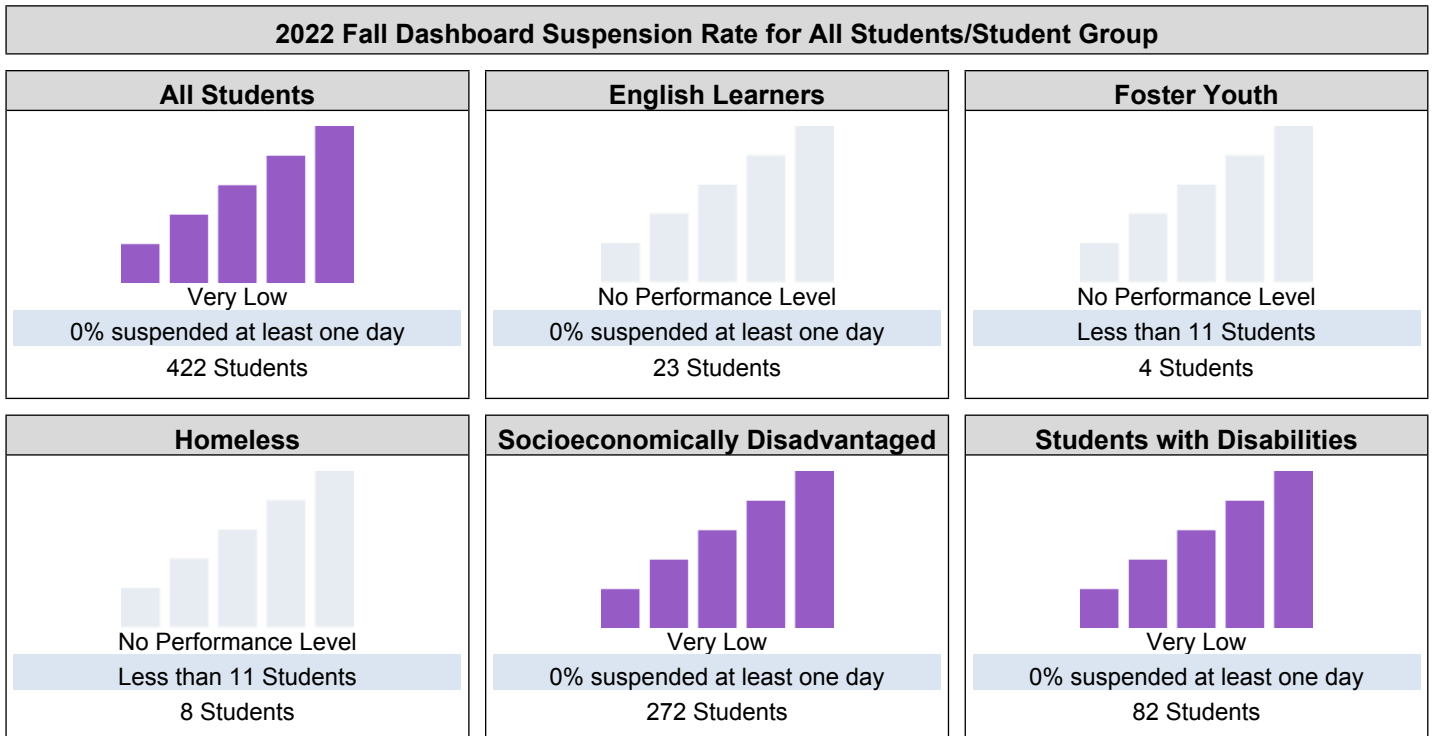 2022 Fall Dashboard Suspension Rate for All Students/Student Group
All Students
Very Low
0% suspended at least one day
422 Students
English Learners
No Performance Level
0% suspended at least one day
23 Students
Foster Youth
No Performance Level
Less than 11 Students
4 Students
Homeless
No Performance Level
Less than 11 Students
8 Students
Socioeconomically Disadvantaged
Very Low
0% suspended at least one day
272 Students
Students with Disabilities
Very Low
0% suspended at least one day
82 Students